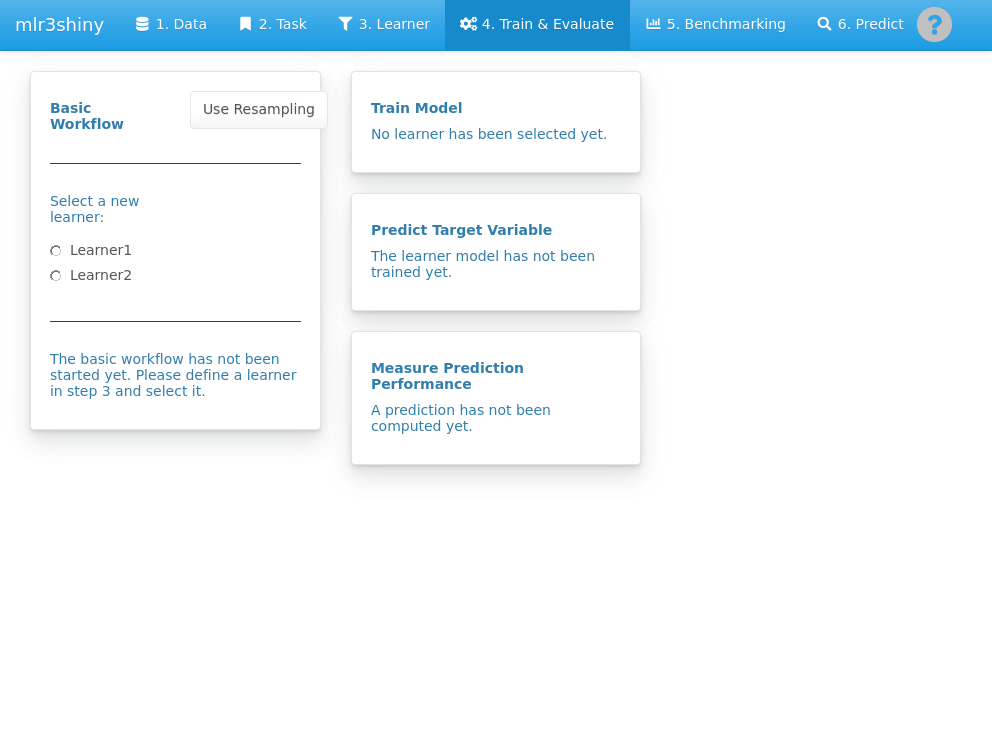 mlr3shiny
1. Data
2. Task
3. Learner
4. Train & Evaluate
5. Benchmarking
6. Predict
?
Basic
Workflow
Use Resampling
Select a new
learner:
Learner1
Learner2
The basic workflow has not been
started yet. Please define a learner
in step 3 and select it.
Train Model
No learner has been selected yet.
Predict Target Variable
The learner model has not been
trained yet.
Measure Prediction
Performance
A prediction has not been
computed yet.